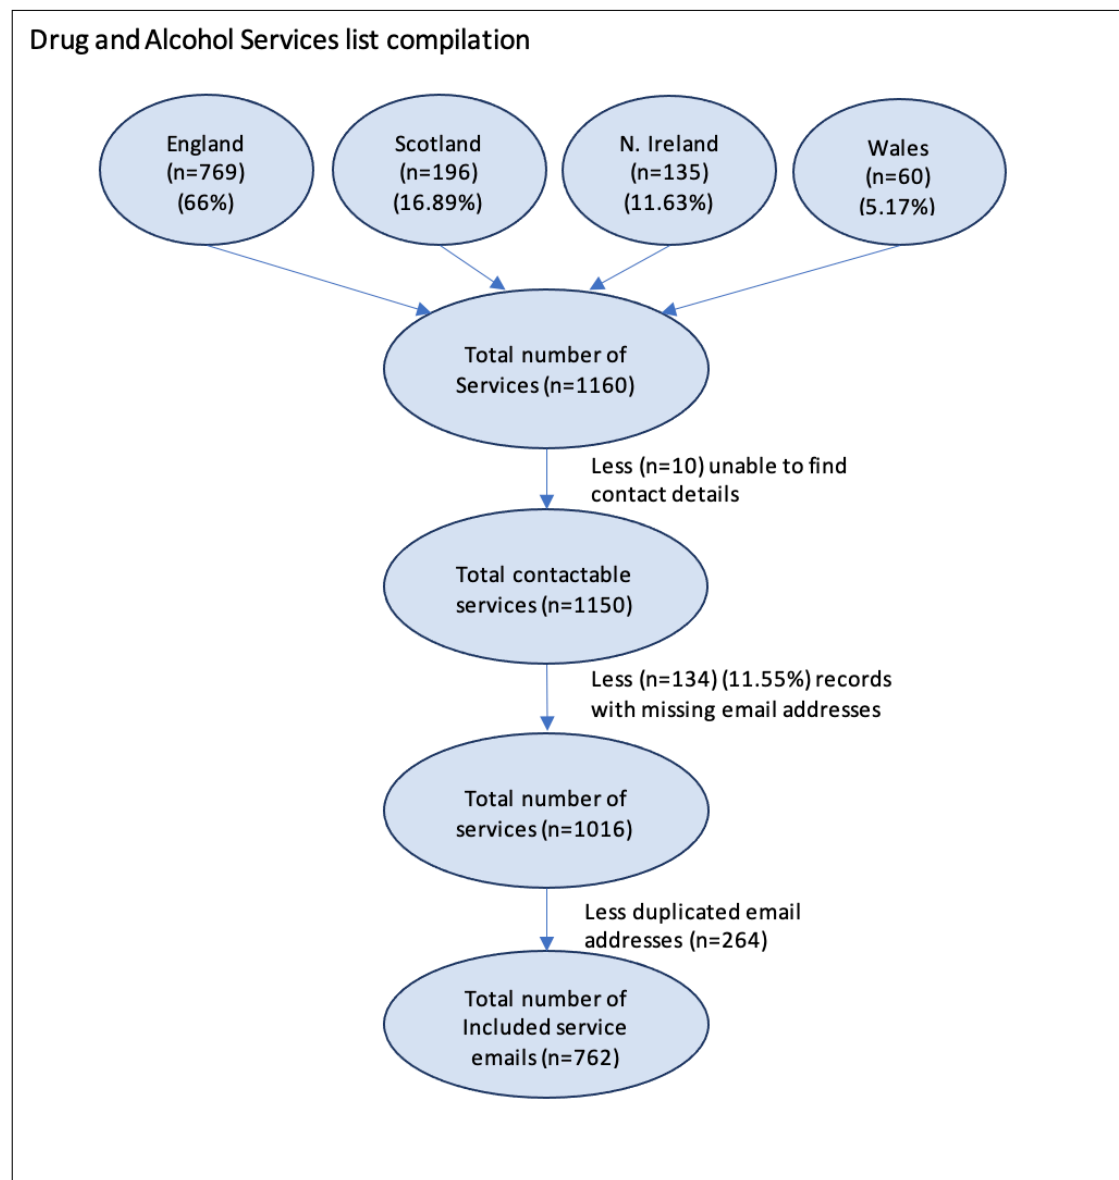 Drug and Alcohol Services list compilation
England
(n=769)
(66%)
Scotland
(n=196)
(16.89%)
N. Ireland
(n=135)
(11.63%)
Wales
(n=60)
(5.17%)
Total number of
Services (n=1160)
Less (n=10) unable to find
contact details
Total contactable
services (n=1150)
Less (n=134) (11.55%) records
with missing email addresses
Total number of
services (n=1016)
Less duplicated email
addresses (n=264)
Total number of
Included service
emails (n=762)